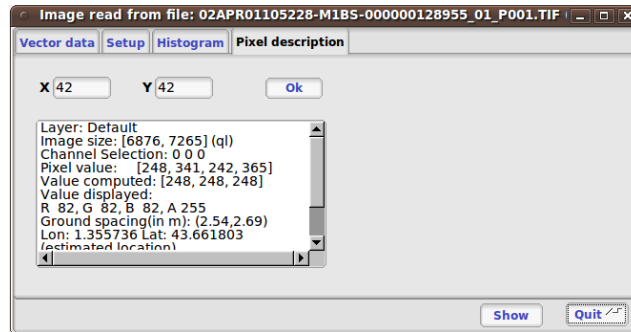 Image read from file: 02APR01105228-M1BS-000000128955_01_P001.TIF
Vector data Setup Histogram Pixel description
X 42 Y 42 Ok
Layer: Default
Image size: [6876, 7265] (ql)
Channel Selection: 0 0 0
Pixel value: [248, 341, 242, 365]
Value computed: [248, 248, 248]
Value displayed:
R 82, G 82, B 82, A 255
Ground spacing(in m): (2.54,2.69)
Lon: 1.355736 Lat: 43.661803
(estimated location)
Show Quit